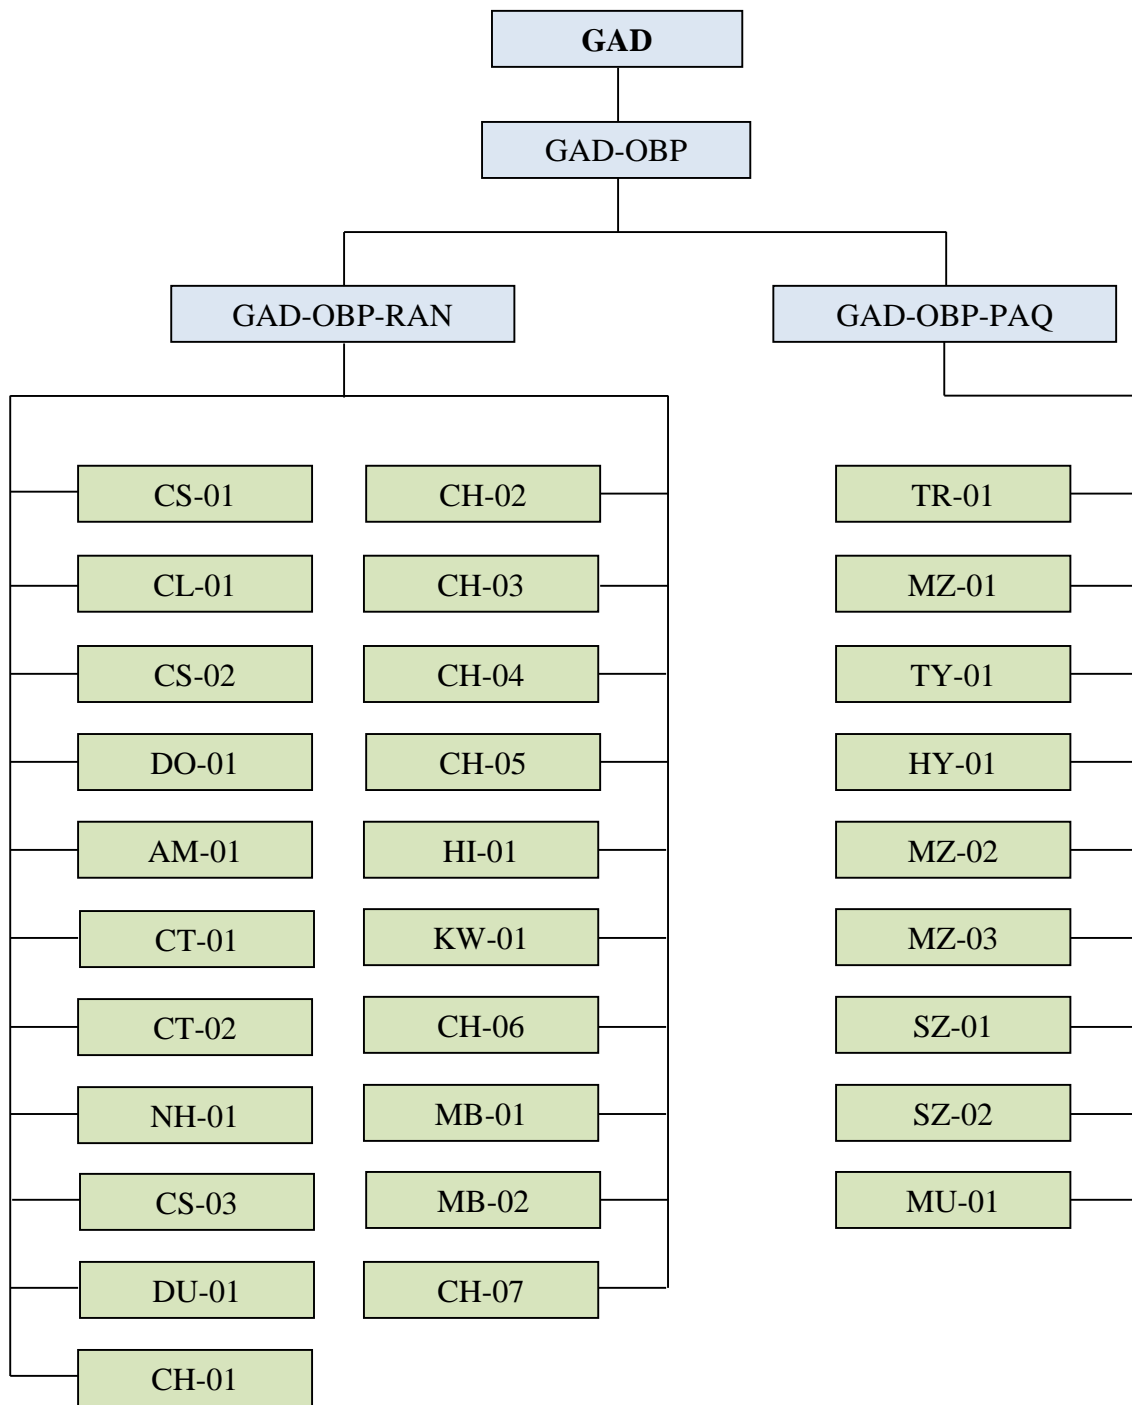 GAD
GAD-OBP
GAD-OBP-RAN
GAD-OBP-PAQ
CS-01
CL-01
CS-02
DO-01
AM-01
CT-01
CT-02
NH-01
CS-03
DU-01
CH-01
CH-02
CH-03
CH-04
CH-05
HI-01
KW-01
CH-06
MB-01
MB-02
CH-07
TR-01
MZ-01
TY-01
HY-01
MZ-02
MZ-03
SZ-01
SZ-02
MU-01